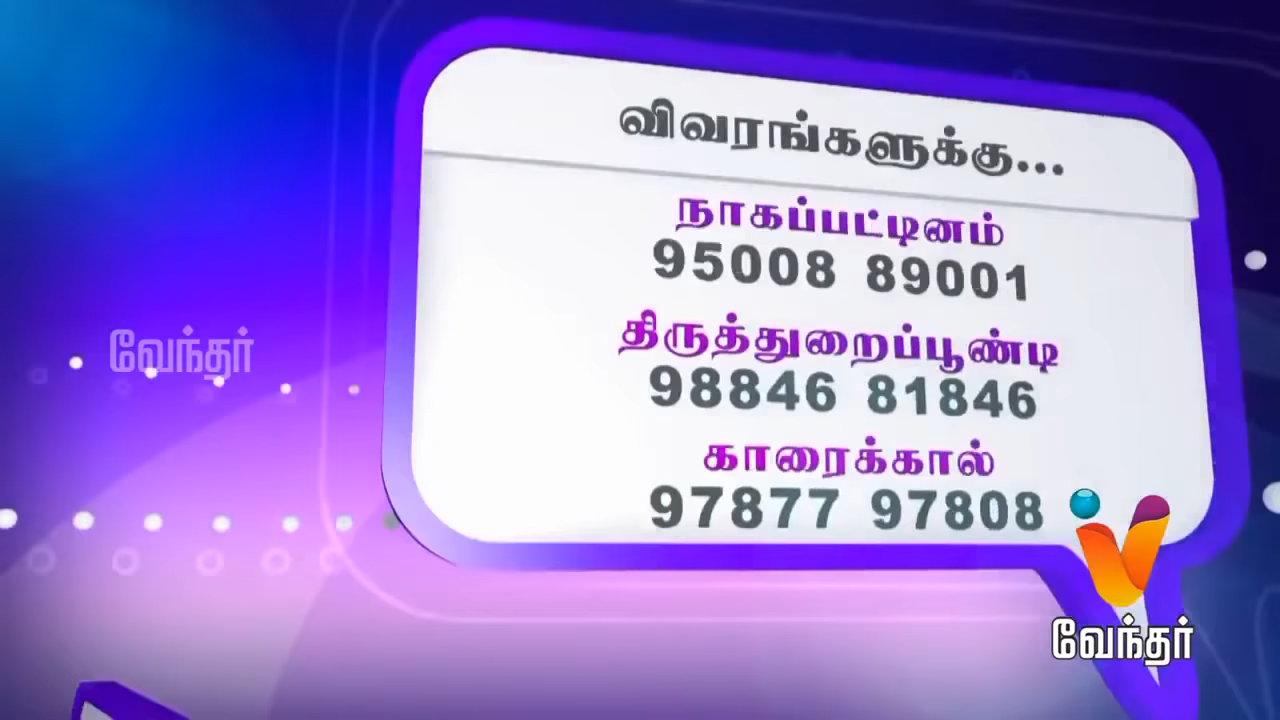 விவரங்களுக்கு...
நாகப்பட்டினம்
95008 89001
திருத்துறைப்பூண்டி
98846 81846
காரைக்கால்
97877 97808
வேந்தர்
வேந்தர்